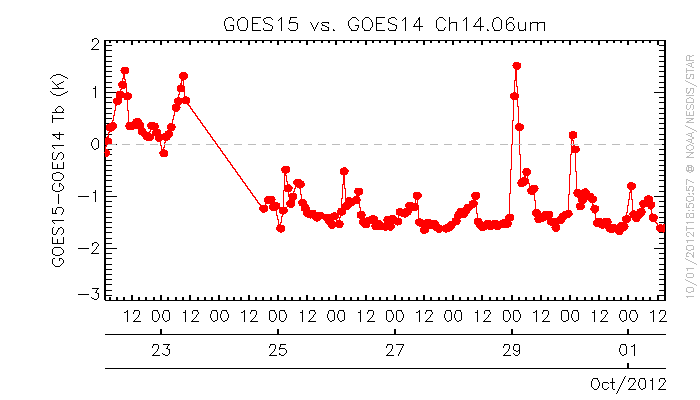 GOES15 vs. GOES14 Ch14.06um
GOES15-GOES14 Tb (K)
2
1
0
-1
-2
-3
12 00 12 00 12 00 12 00 12 00 12 00 12 00 12 00 12 00 12
23 25 27 29 01
Oct/2012
10/01/2012T18:50:57 @ NOAA/NESDIS/STAR